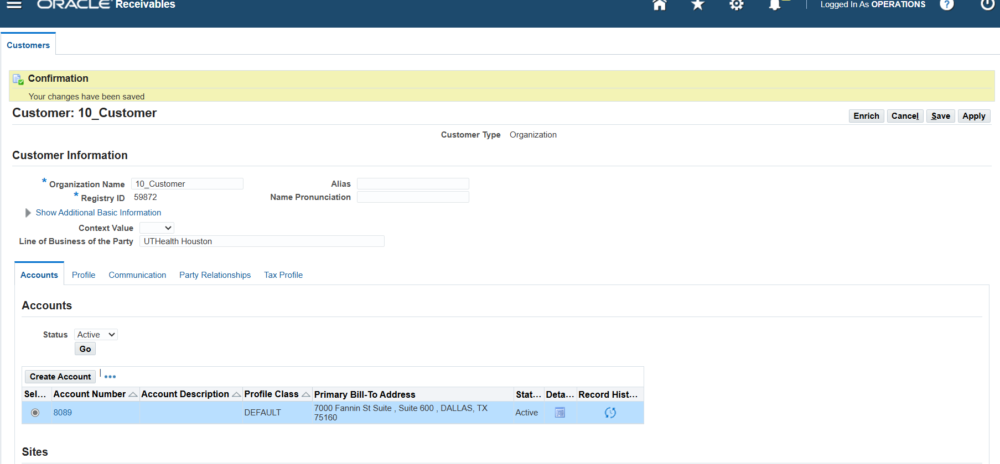 ORACLE Receivables
Logged In As OPERATIONS
?
Customers
Confirmation
Your changes have been saved
Customer: 10_Customer
Enrich
Cancel
Save
Apply
Customer Type Organization
Customer Information
* Organization Name 10_Customer
Alias
* Registry ID 59872
Name Pronunciation
Show Additional Basic Information
Context Value
Line of Business of the Party UTHealth Houston
Accounts Profile Communication Party Relationships Tax Profile
Accounts
Status Active
Go
Create Account | •••
Sel... Account Number Account Description Profile Class Primary Bill-To Address Stat... Deta... Record Hist...
8089 DEFAULT 7000 Fannin St Suite , Suite 600 , DALLAS, TX Active
75160
Sites